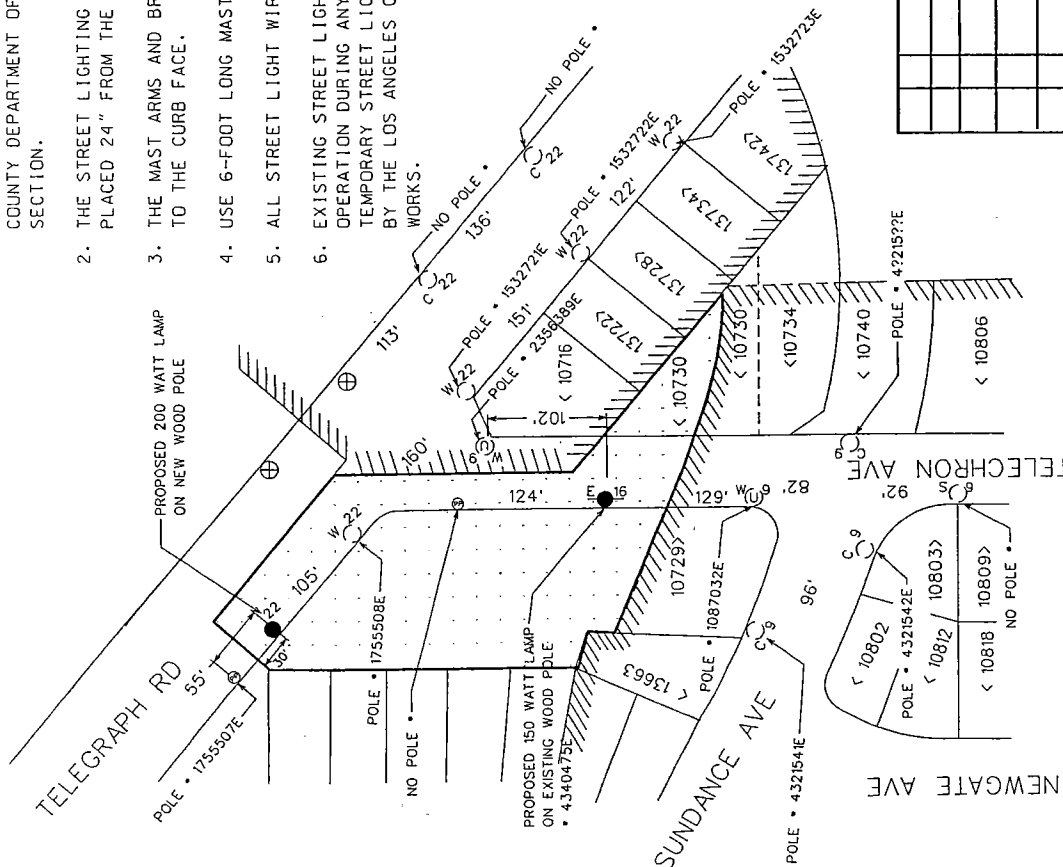 COUNTY DEPARTMENT OF
SECTION.
2. THE STREET LIGHTING
PLACED 24" FROM THE
3. THE MAST ARMS AND BR
TO THE CURB FACE.
4. USE 6-FOOT LONG MAST
5. ALL STREET LIGHT WIR
6. EXISTING STREET LIGH
OPERATION DURING ANY
TEMPORARY STREET LIG
BY THE LOS ANGELES C
WORKS.
PROPOSED 200 WATT LAMP
ON NEW WOOD POLE
TELEGRAPH RD
55'
30'
22
105'
POLE • 1755507E
POLE • 1755508E
W 22
NO POLE •
PP
PP
113'
136'
C 22
C 22
NO POLE •
NO POLE •
160'
124'
102'
129'
W 22
W 9
POLE • 1532721E
POLE • 2356389E
151'
W 22
POLE • 1532722E
122'
W 22
POLE • 1532723E
< 10716
13722>
13728>
13734>
13742>
< 10730
< 10730
< 10734
< 10740
< 10806
E 16
PROPOSED 150 WATT LAMP
ON EXISTING WOOD POLE
• 4340475E
10729>
< 13663
W 9
POLE • 1087032E
C 9
POLE • 4321541E
SUNDANCE AVE
82'
92'
96'
C 9
POLE • 4?215??E
TELECHRON AVE
S 9
C 9
NO POLE •
POLE • 4321542E
< 10802
10803>
< 10812
10809>
< 10818
NEWGATE AVE